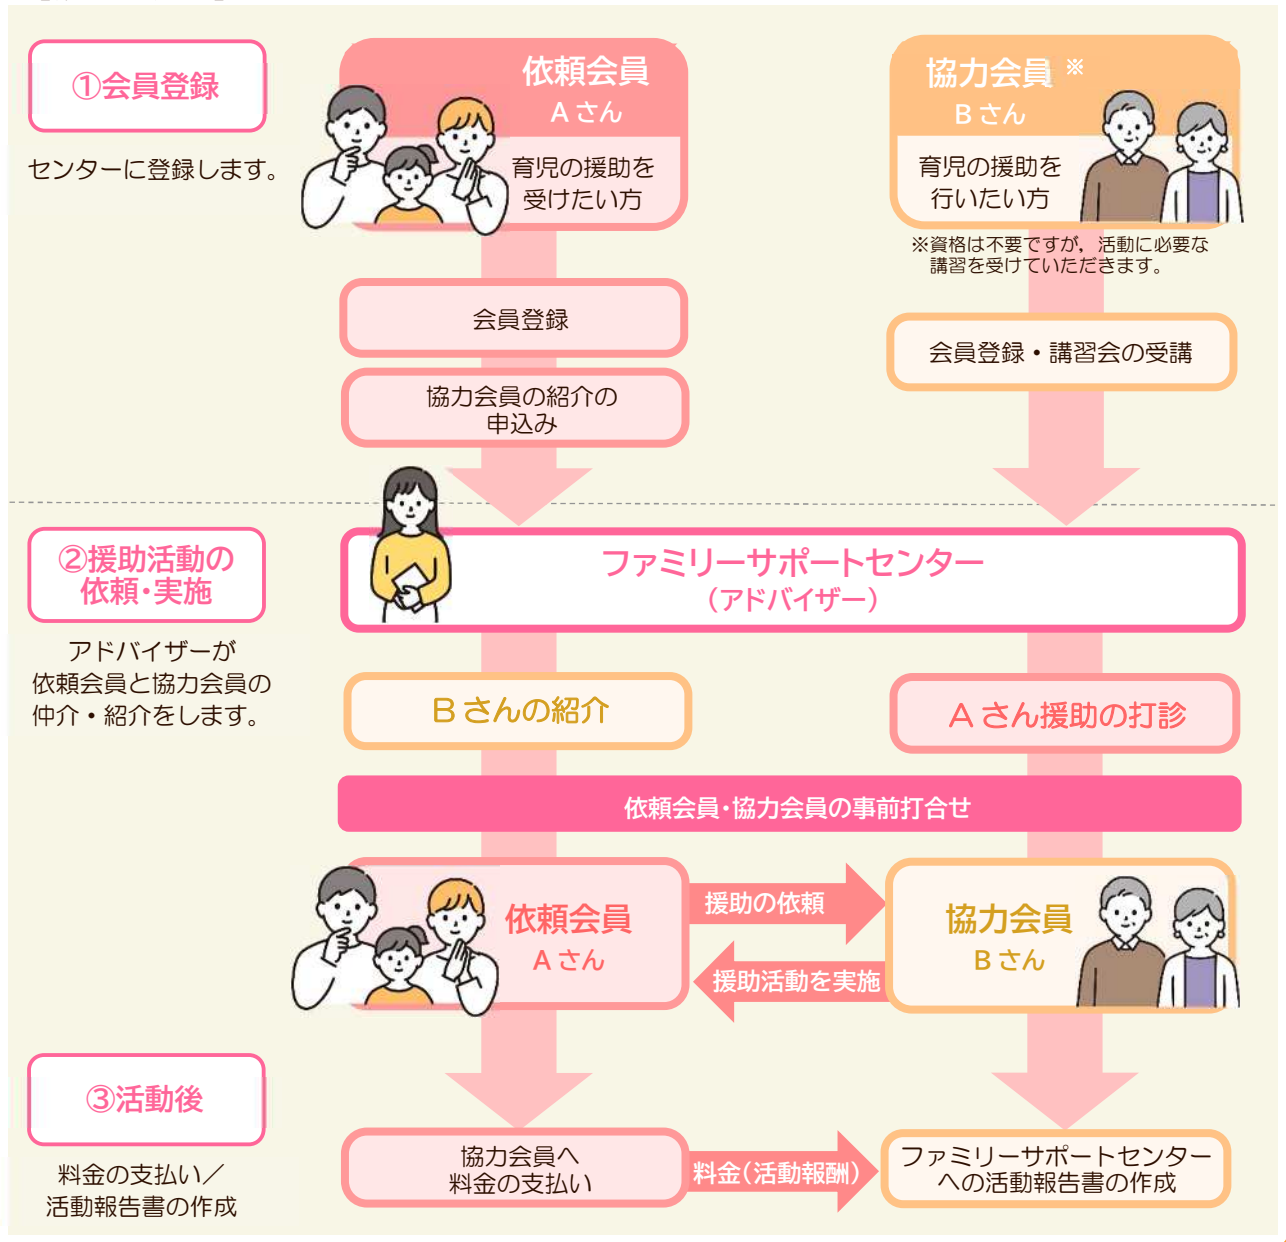 ①会員登録
センターに登録します。
依頼会員
Aさん
育児の援助を
受けたい方
協力会員※
Bさん
育児の援助を
行いたい方
※資格は不要ですが，活動に必要な
講習を受けていただきます。
会員登録
協力会員の紹介の
申込み
会員登録・講習会の受講
②援助活動の
依頼・実施
アドバイザーが
依頼会員と協力会員の
仲介・紹介をします。
ファミリーサポートセンター
（アドバイザー）
Bさんの紹介
Aさん援助の打診
依頼会員・協力会員の事前打合せ
依頼会員
Aさん
援助の依頼
援助活動を実施
協力会員
Bさん
③活動後
料金の支払い／
活動報告書の作成
協力会員へ
料金の支払い
料金（活動報酬）
ファミリーサポートセンター
への活動報告書の作成